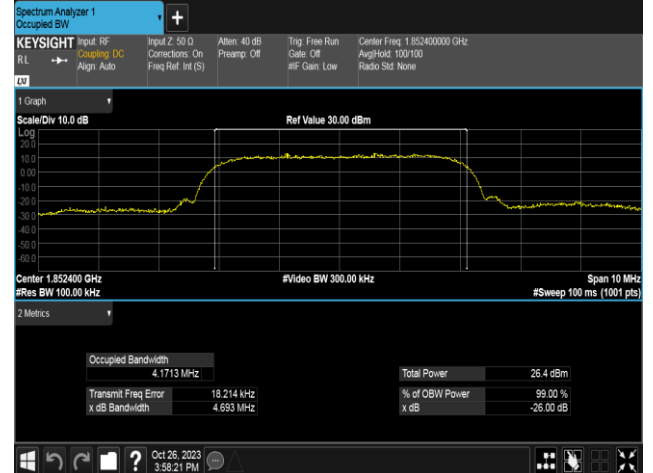 Spectrum Analyzer 1
Occupied BW
+
KEYSIGHT Input: RF Input Z: 50 Ω Atten: 40 dB Trig: Free Run Center Freq: 1.852400000 GHz
RL Coupling: DC Corrections: On Preamp: Off Gate: Off Avg|Hold: 100/100
Align: Auto Freq Ref: Int (S) #IF Gain: Low Radio Std: None
LXI
1 Graph
Scale/Div 10.0 dB Ref Value 30.00 dBm
Log
20.0
10.0
0.00
-10.0
-20.0
-30.0
-40.0
-50.0
-60.0
Center 1.852400 GHz #Video BW 300.00 kHz Span 10 MHz
#Res BW 100.00 kHz #Sweep 100 ms (1001 pts)
2 Metrics
Occupied Bandwidth
4.1713 MHz Total Power 26.4 dBm
Transmit Freq Error 18.214 kHz % of OBW Power 99.00 %
x dB Bandwidth 4.693 MHz x dB -26.00 dB
? Oct 26, 2023
3:58:21 PM